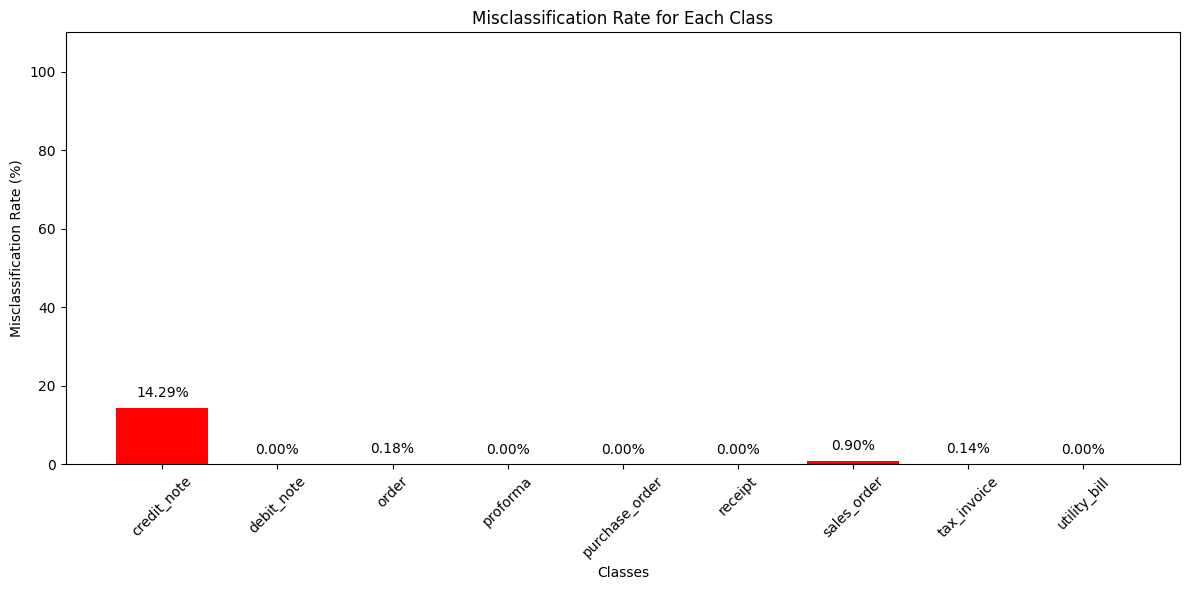 Misclassification Rate for Each Class
Misclassification Rate (%)
100
80
60
40
20
0
14.29%
0.00%
0.18%
0.00%
0.00%
0.00%
0.90%
0.14%
0.00%
credit_note
debit_note
order
proforma
purchase_order
receipt
sales_order
tax_invoice
utility_bill
Classes